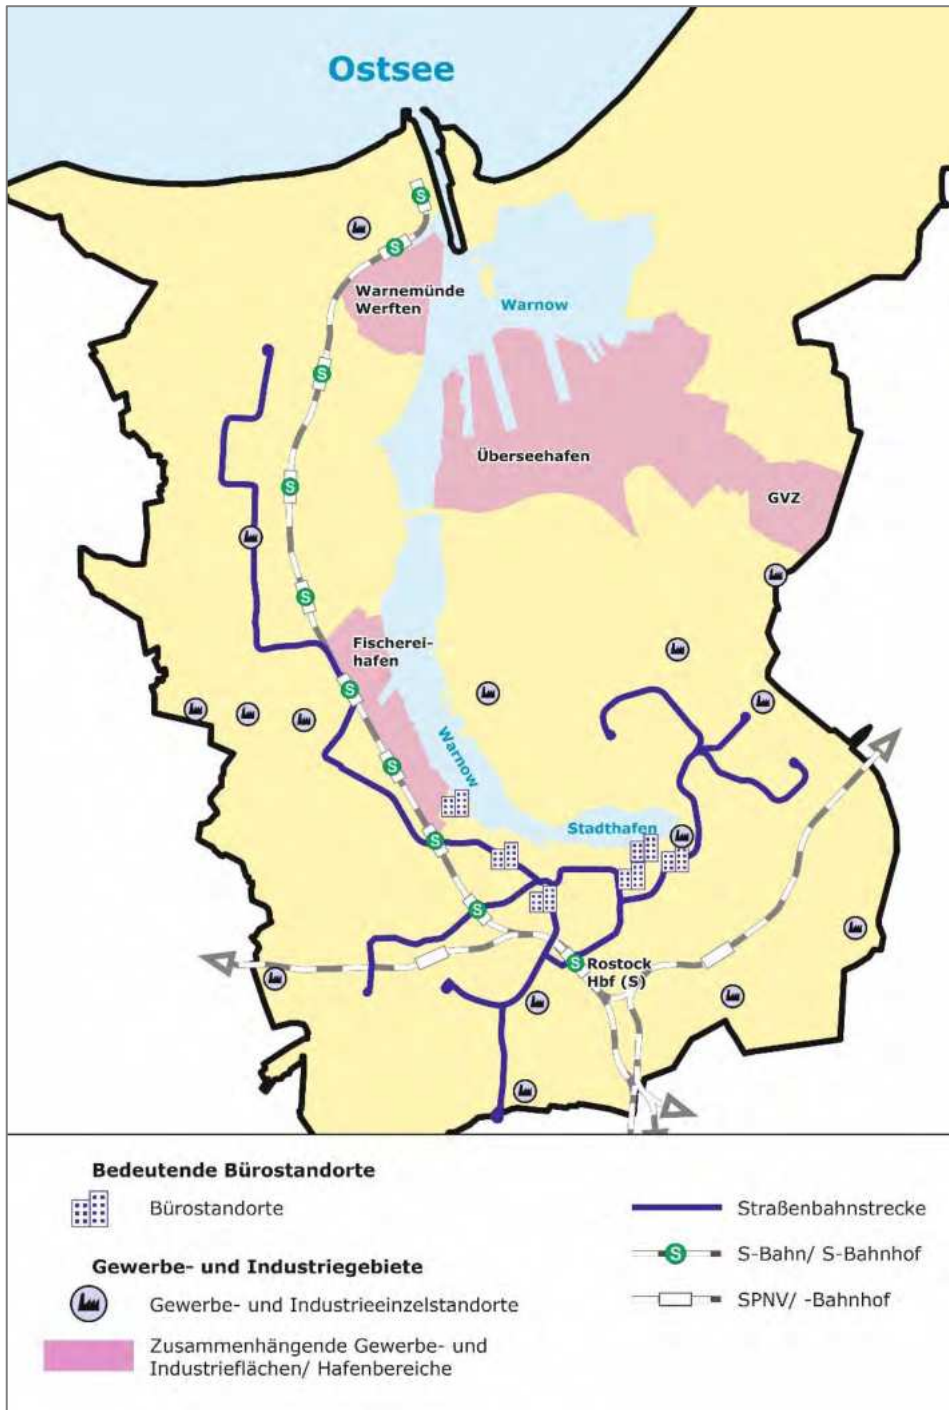 Ostsee
Warnemünde
Werften
Warnow
Überseehafen
GVZ
Fischerei-
hafen
Warnow
Stadthafen
Rostock
Hbf (S)
S
S
S
S
S
S
S
S
S
S
Bedeutende Bürostandorte
Bürostandorte
Gewerbe- und Industriegebiete
Gewerbe- und Industrieeinzelstandorte
Zusammenhängende Gewerbe- und
Industrieflächen/ Hafenbereiche
Straßenbahnstrecke
S
S-Bahn/ S-Bahnhof
SPNV/ -Bahnhof